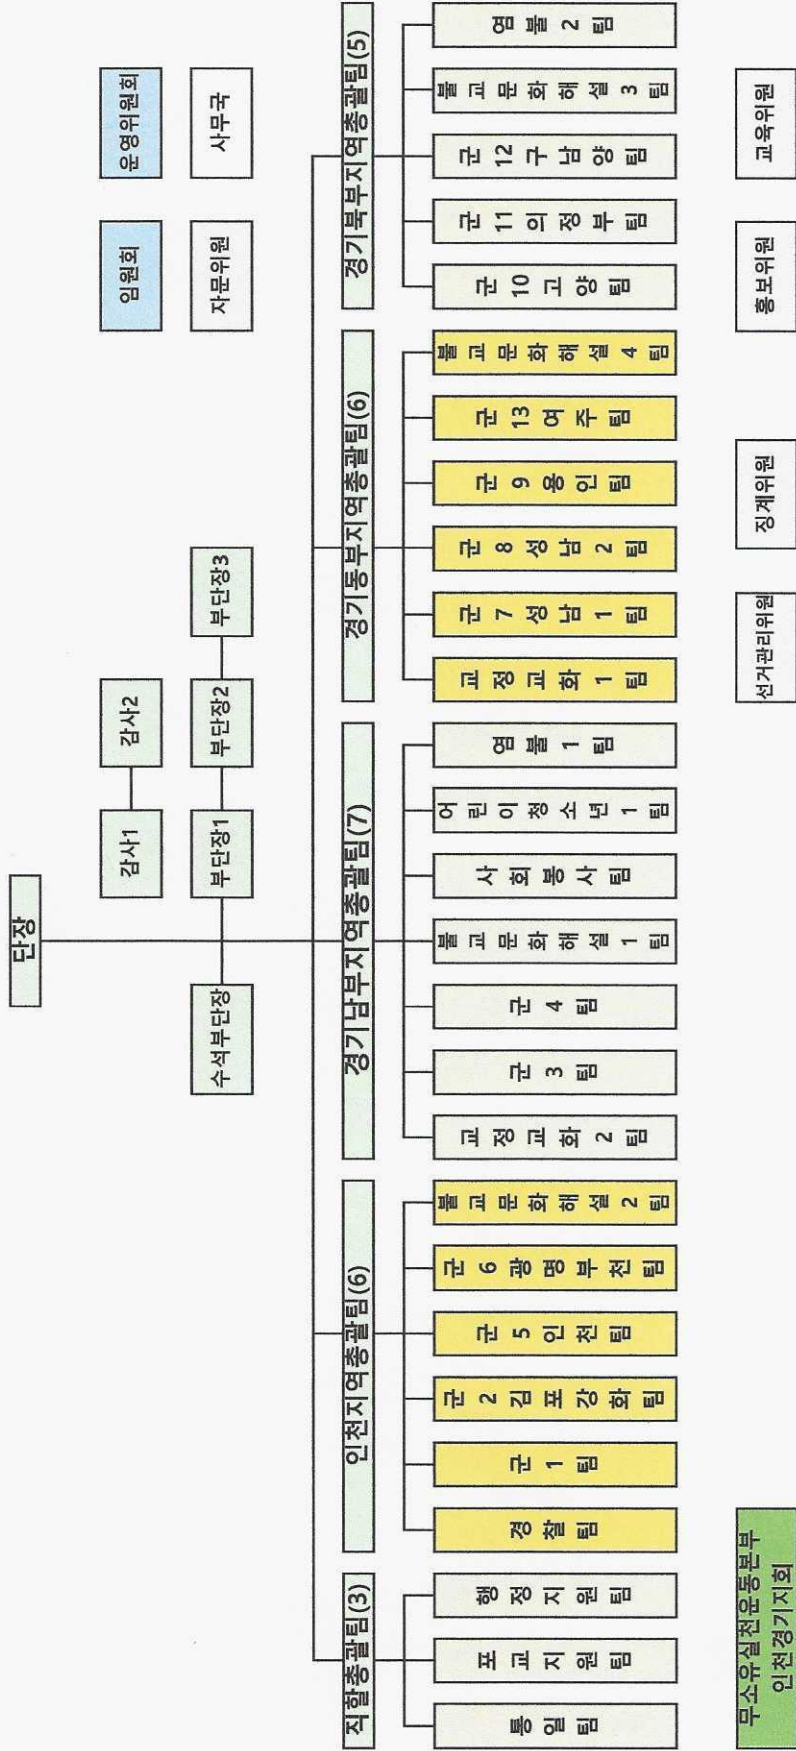 단장
감사1
감사2
임원회
운영위원회
수석부단장
부단장1
부단장2
부단장3
자문위원
사무국
직할총괄팀(3)
인천지역총괄팀(6)
경기남부지역총괄팀(7)
경기동부지역총괄팀(6)
경기북부지역총괄팀(5)
통일팀
포교지원팀
행정지원팀
경찰팀
군1팀
군2김포강화팀
군5인천팀
군6광명부천팀
불교문화해설2팀
교정교화2팀
군3팀
군4팀
불교문화해설1팀
사회봉사팀
어린이청소년1팀
염불1팀
교정교화1팀
군7성남1팀
군8성남2팀
군9용인팀
군13여주팀
불교문화해설4팀
군10고양팀
군11의정부팀
군12구남양팀
불교문화해설3팀
염불2팀
무소유실천운동본부
인천경기지회
선거관리위원
징계위원
홍보위원
교육위원